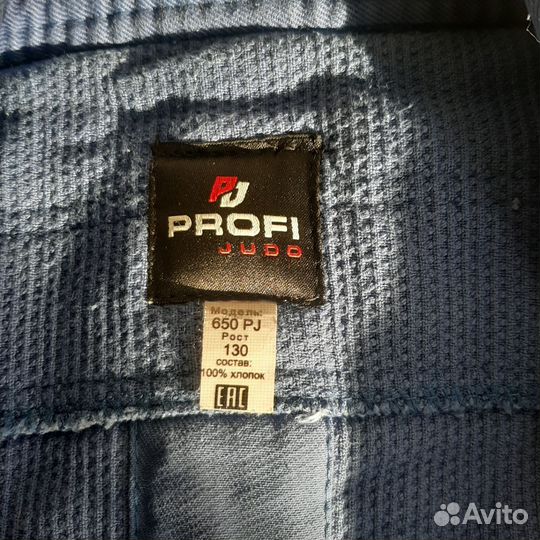 PJ
PROFI
JUDO
Модель:
650 PJ
Рост
130
состав:
100% хлопок
EAC
Avito